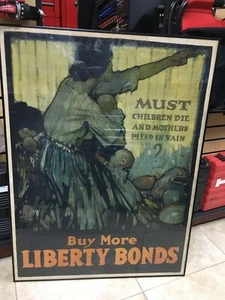 MUST
CHILDREN DIE
AND MOTHERS
PLEAD IN VAIN
?
Buy More
LIBERTY BONDS